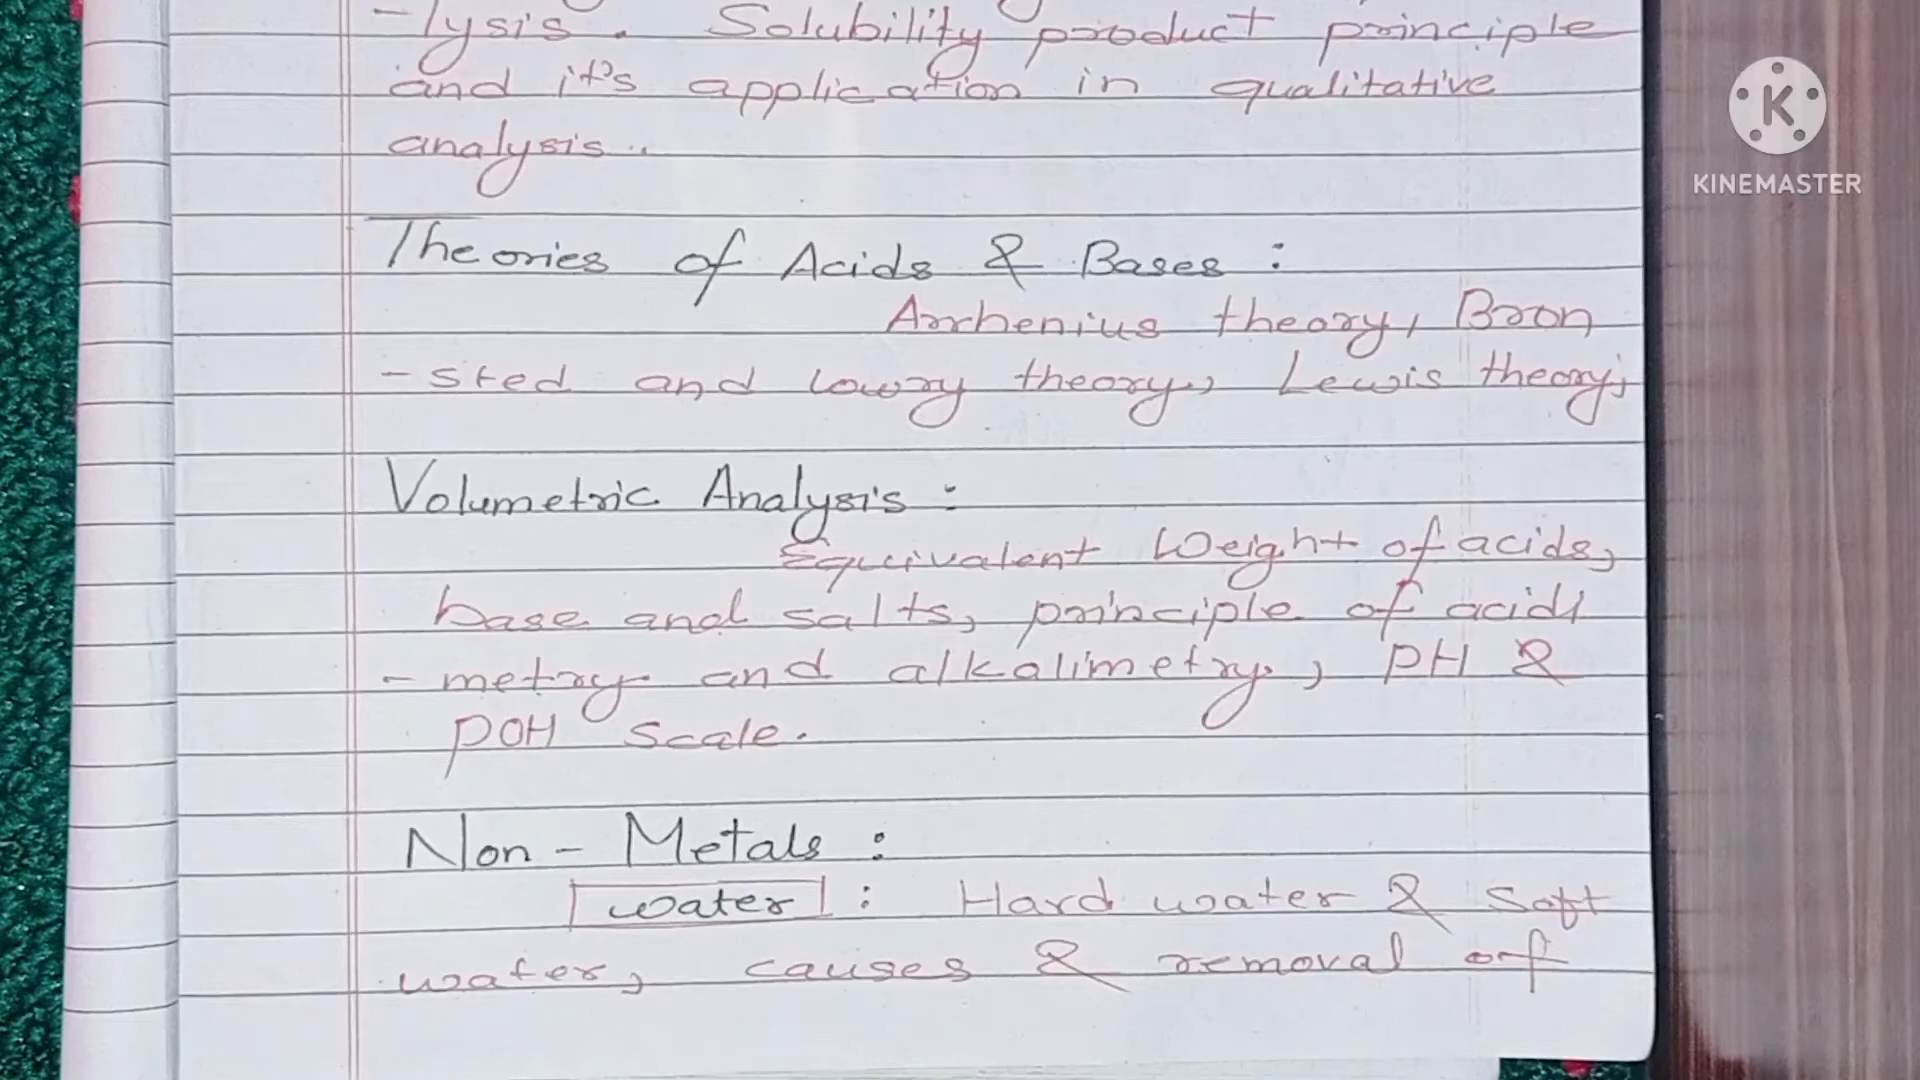 -lysis. Solubility product principle
and it's application in qualitative
analysis..
Theories of Acids & Bases :
Arrhenius theory, Bron
-sted and lowry theory, Lewis theory,
Volumetric Analysis :
Equivalent Weight of acids,
base and salts, principle of acidi
-metry and alkalimetry, PH &
POH Scale.
Non-Metals :
water : Hard water & Soft
water, causes & removal of
K
KINEMASTER